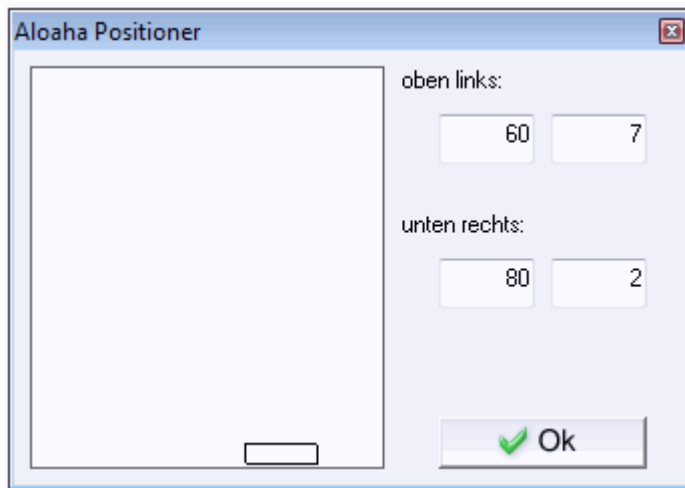 Aloaha Positioner
oben links:
60 7
unten rechts:
80 2
Ok